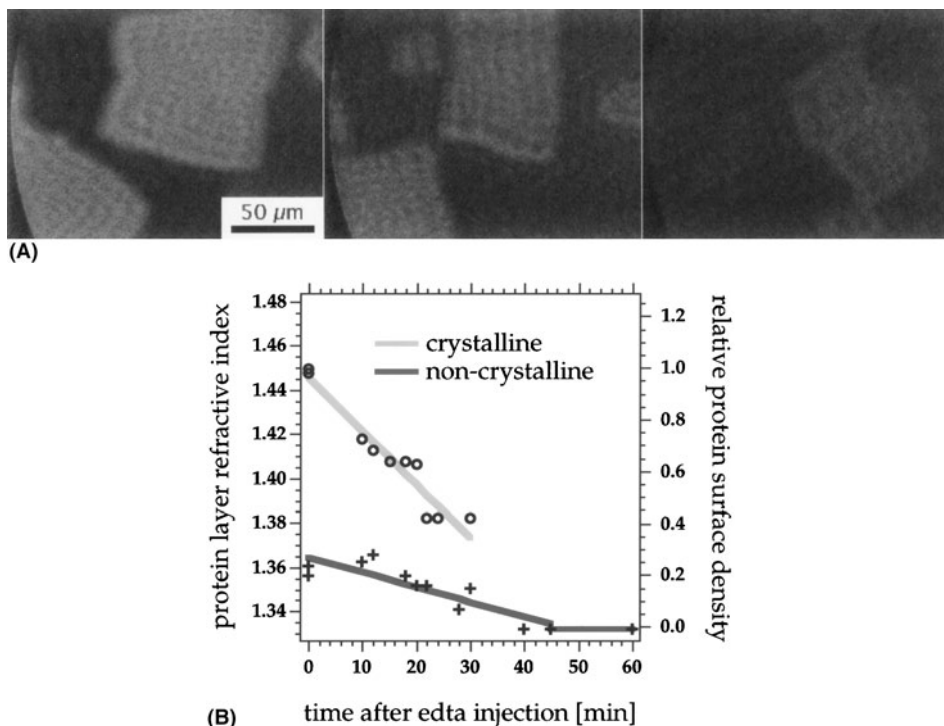 50 μm
(A)
protein layer refractive index
1.48
1.46
1.44
1.42
1.40
1.38
1.36
1.34
crystalline
non-crystalline
1.2
1.0
0.8
0.6
0.4
0.2
0.0
relative protein surface density
0 10 20 30 40 50 60
(B) time after edta injection [min]